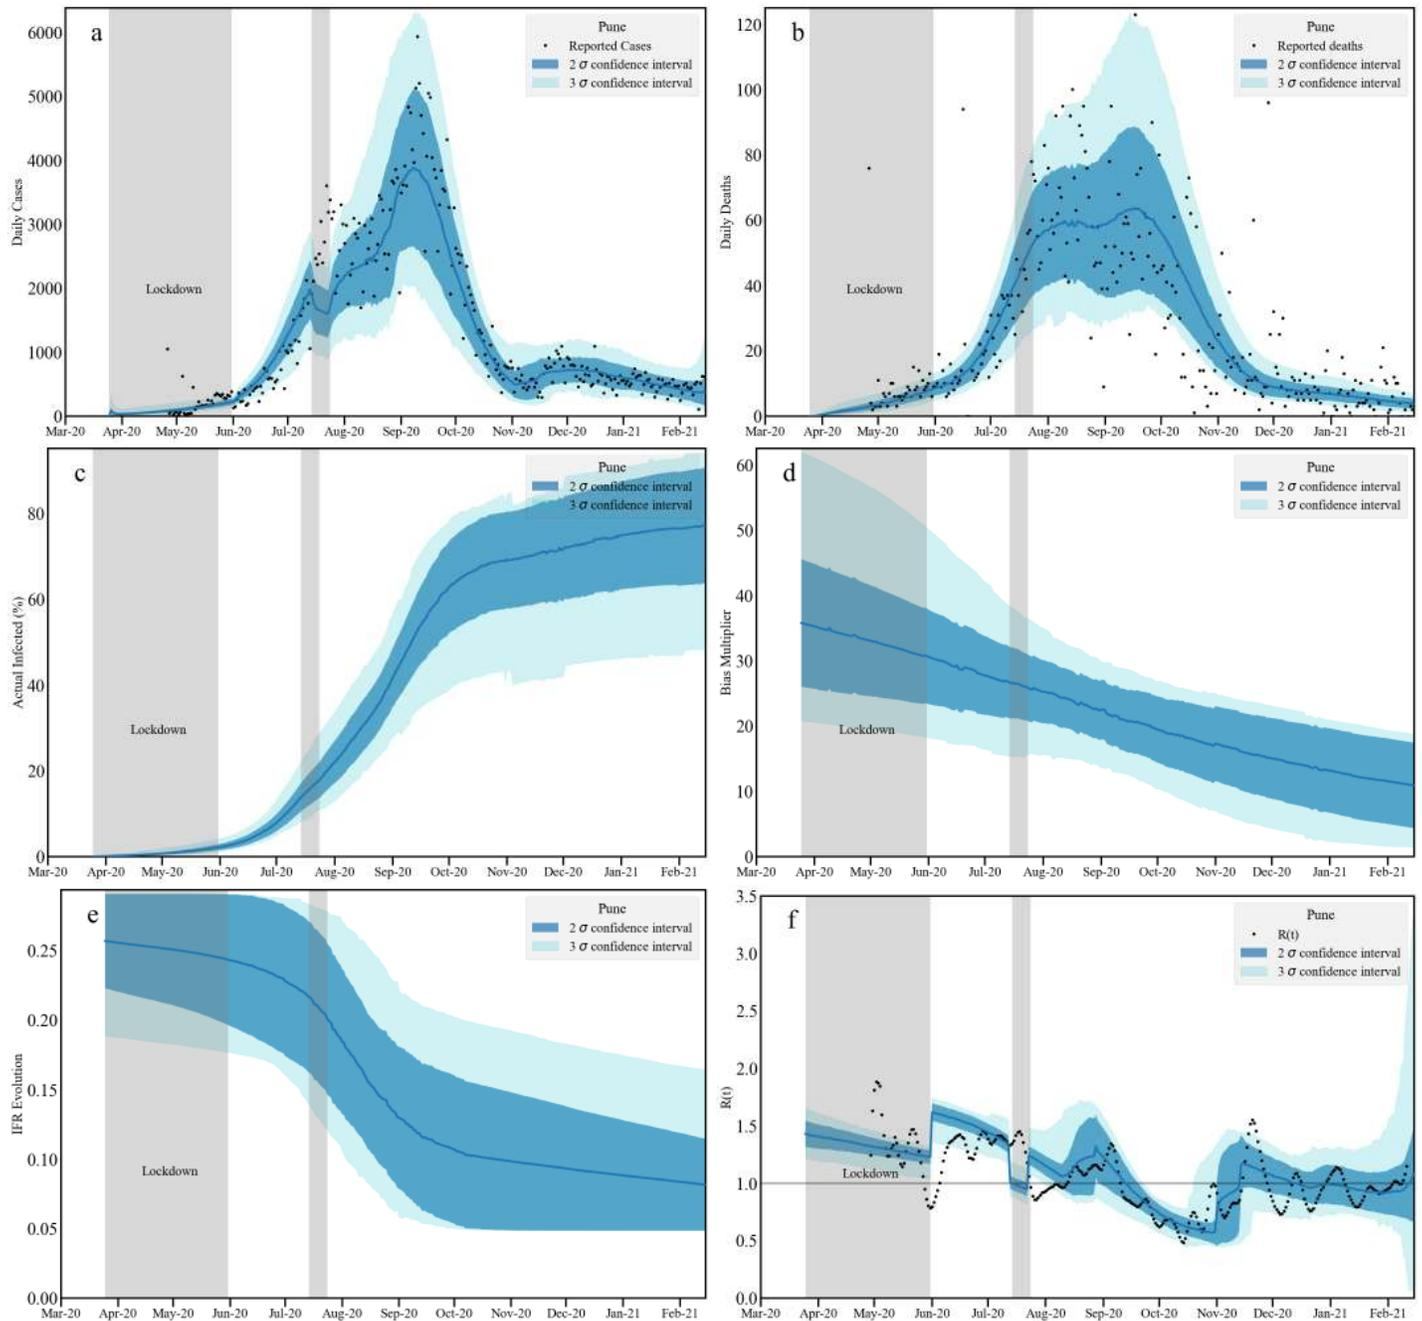 a
Pune
Reported Cases
2 σ confidence interval
3 σ confidence interval
Lockdown
Daily Cases
6000
5000
4000
3000
2000
1000
0
Mar-20 Apr-20 May-20 Jun-20 Jul-20 Aug-20 Sep-20 Oct-20 Nov-20 Dec-20 Jan-21 Feb-21
b
Pune
Reported deaths
2 σ confidence interval
3 σ confidence interval
Lockdown
Daily Deaths
120
100
80
60
40
20
0
Mar-20 Apr-20 May-20 Jun-20 Jul-20 Aug-20 Sep-20 Oct-20 Nov-20 Dec-20 Jan-21 Feb-21
c
Pune
2 σ confidence interval
3 σ confidence interval
Lockdown
Actual Infected (%)
80
60
40
20
0
Mar-20 Apr-20 May-20 Jun-20 Jul-20 Aug-20 Sep-20 Oct-20 Nov-20 Dec-20 Jan-21 Feb-21
d
Pune
2 σ confidence interval
3 σ confidence interval
Lockdown
Bias Multiplier
60
50
40
30
20
10
0
Mar-20 Apr-20 May-20 Jun-20 Jul-20 Aug-20 Sep-20 Oct-20 Nov-20 Dec-20 Jan-21 Feb-21
e
Pune
2 σ confidence interval
3 σ confidence interval
Lockdown
IFR Evolution
0.25
0.20
0.15
0.10
0.05
0.00
Mar-20 Apr-20 May-20 Jun-20 Jul-20 Aug-20 Sep-20 Oct-20 Nov-20 Dec-20 Jan-21 Feb-21
f
Pune
R(t)
2 σ confidence interval
3 σ confidence interval
Lockdown
R(t)
3.5
3.0
2.5
2.0
1.5
1.0
0.5
0.0
Mar-20 Apr-20 May-20 Jun-20 Jul-20 Aug-20 Sep-20 Oct-20 Nov-20 Dec-20 Jan-21 Feb-21